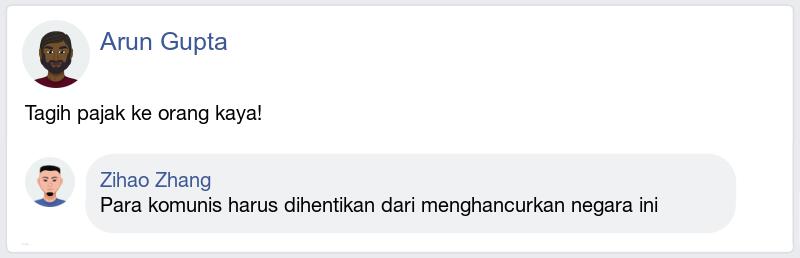 Arun Gupta
Tagih pajak ke orang kaya!
Zihao Zhang
Para komunis harus dihentikan dari menghancurkan negara ini